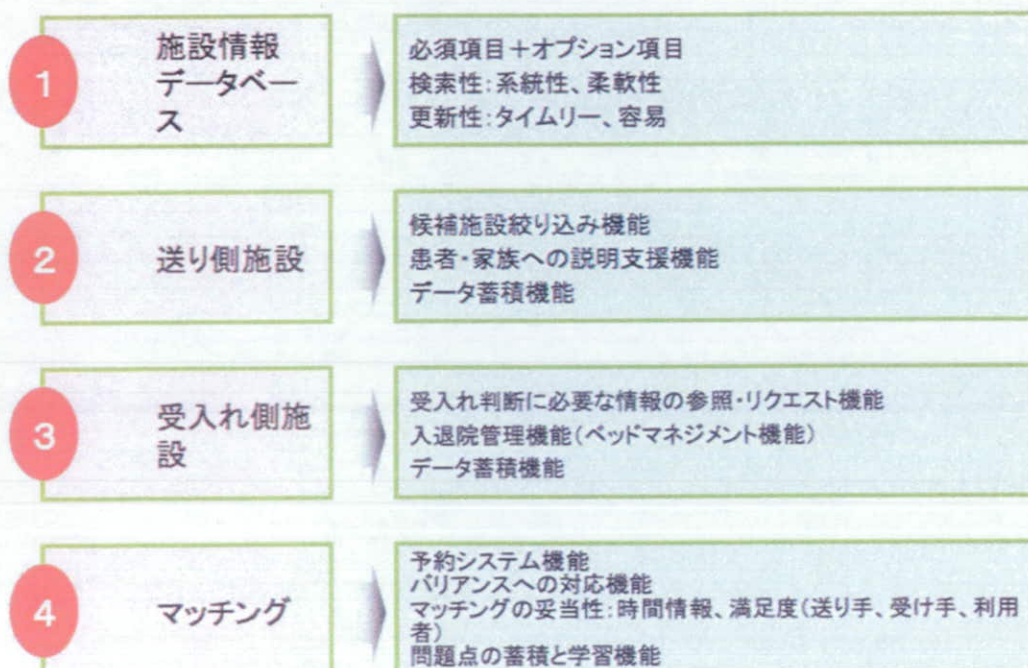 1
施設情報
データベー
ス
必須項目＋オプション項目
検索性:系統性、柔軟性
更新性:タイムリー、容易
2
送り側施設
候補施設絞り込み機能
患者・家族への説明支援機能
データ蓄積機能
3
受入れ側施
設
受入れ判断に必要な情報の参照・リクエスト機能
入退院管理機能(ベッドマネジメント機能)
データ蓄積機能
4
マッチング
予約システム機能
バリアンスへの対応機能
マッチングの妥当性:時間情報、満足度(送り手、受け手、利用
者)
問題点の蓄積と学習機能